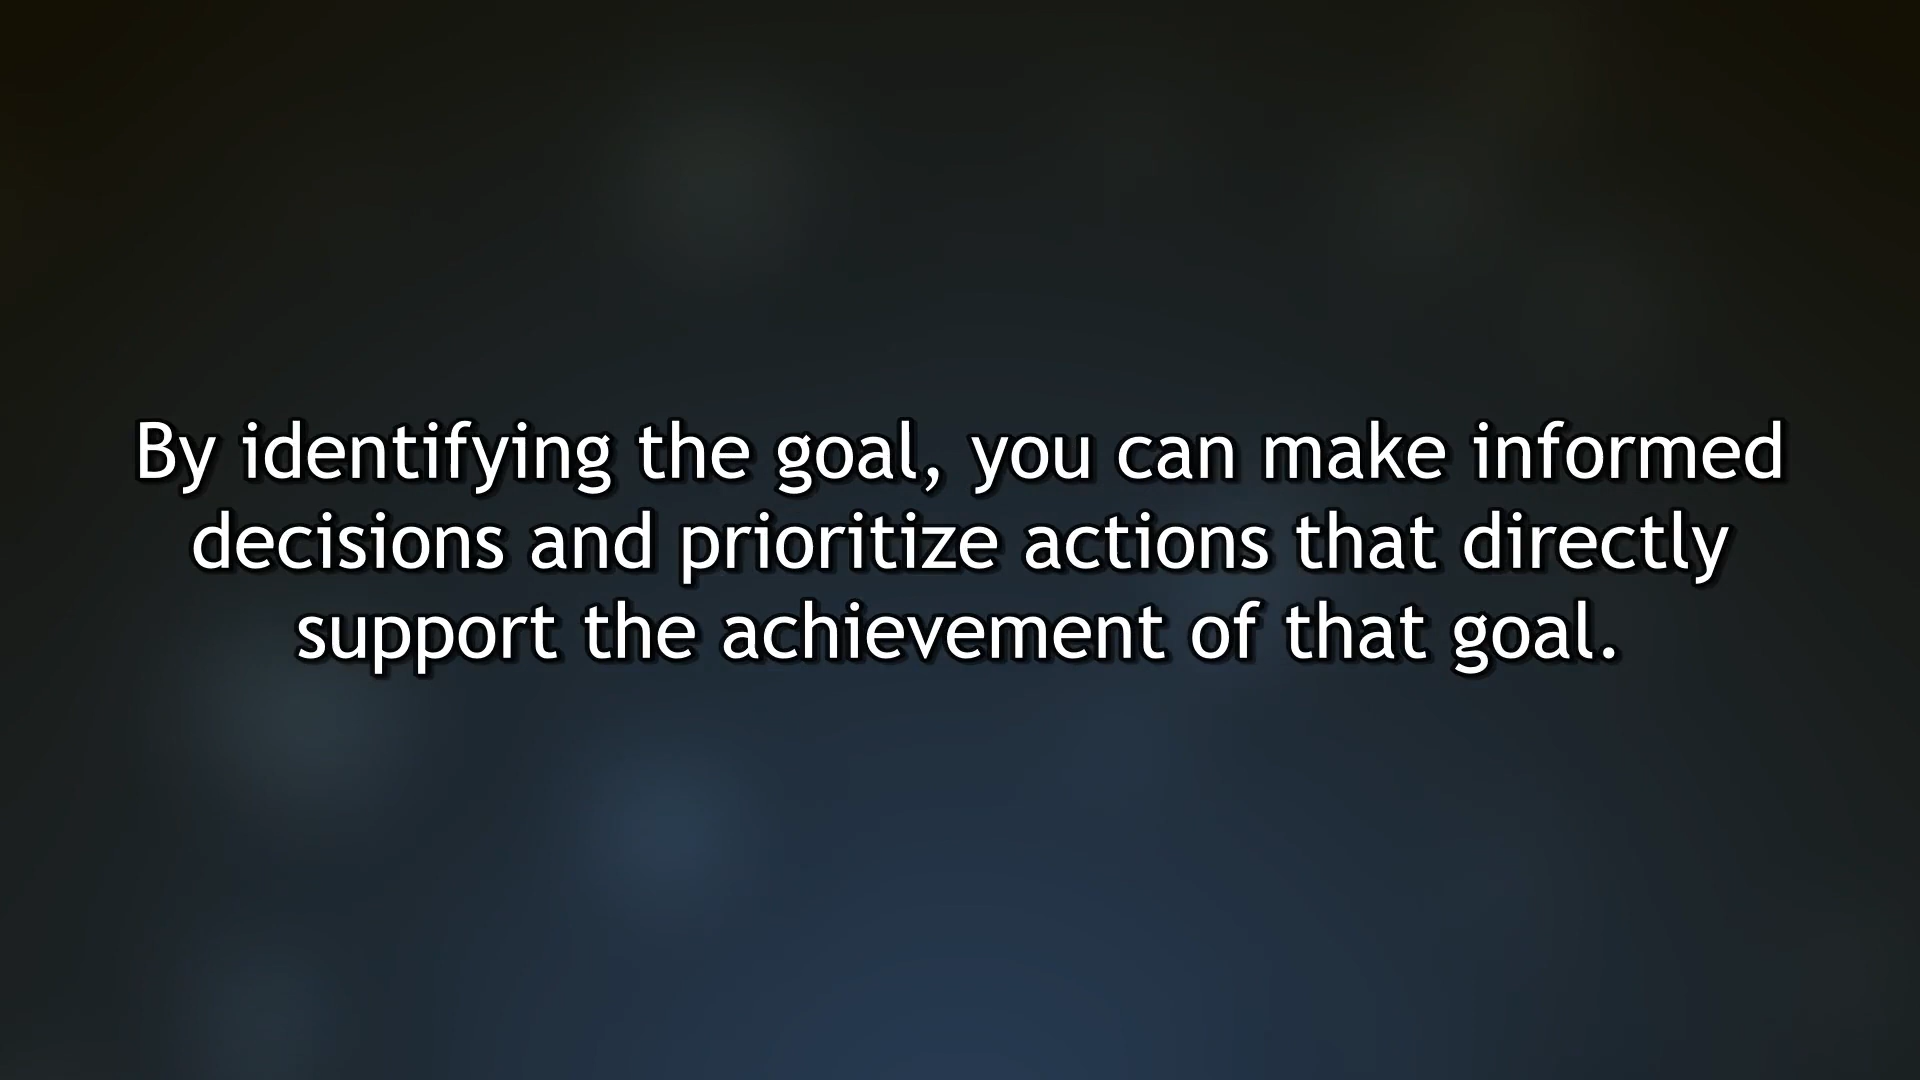 By identifying the goal, you can make informed
decisions and prioritize actions that directly
support the achievement of that goal.